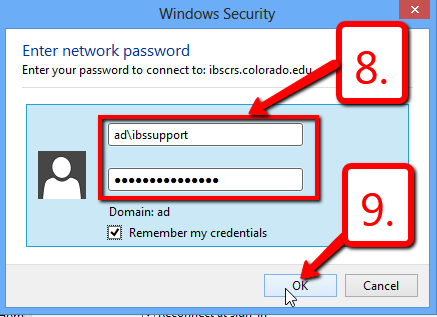 Windows Security
Enter network password
Enter your password to connect to: ibscrs.colorado.edu
8.
ad\ibssupport
Domain: ad
Remember my credentials
9.
OK
Cancel